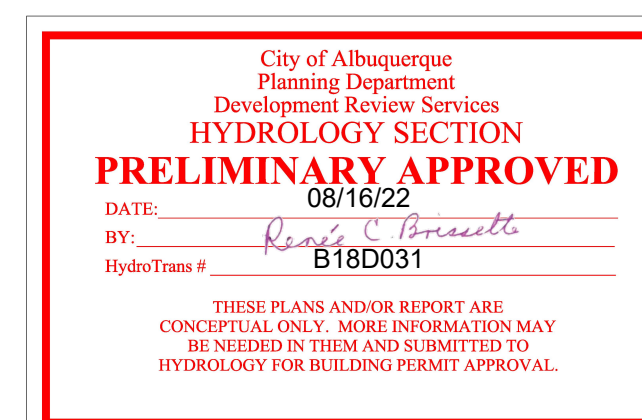 City of Albuquerque
Planning Department
Development Review Services
HYDROLOGY SECTION
PRELIMINARY APPROVED
DATE: 08/16/22
BY: Renée C. Brissette
HydroTrans # B18D031
THESE PLANS AND/OR REPORT ARE
CONCEPTUAL ONLY. MORE INFORMATION MAY
BE NEEDED IN THEM AND SUBMITTED TO
HYDROLOGY FOR BUILDING PERMIT APPROVAL.